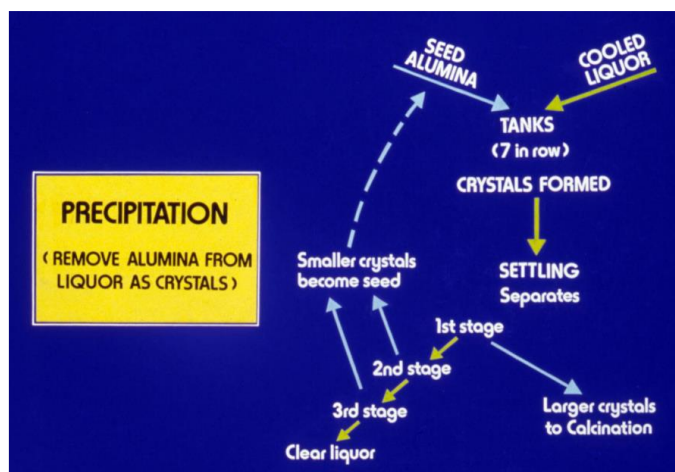 SEED
ALUMINA
COOLED
LIQUOR
TANKS
(7 in row)
CRYSTALS FORMED
PRECIPITATION
(REMOVE ALUMINA FROM
LIQUOR AS CRYSTALS)
Smaller crystals
become seed
SETTLING
Separates
1st stage
2nd stage
3rd stage
Larger crystals
to Calcination
Clear liquor